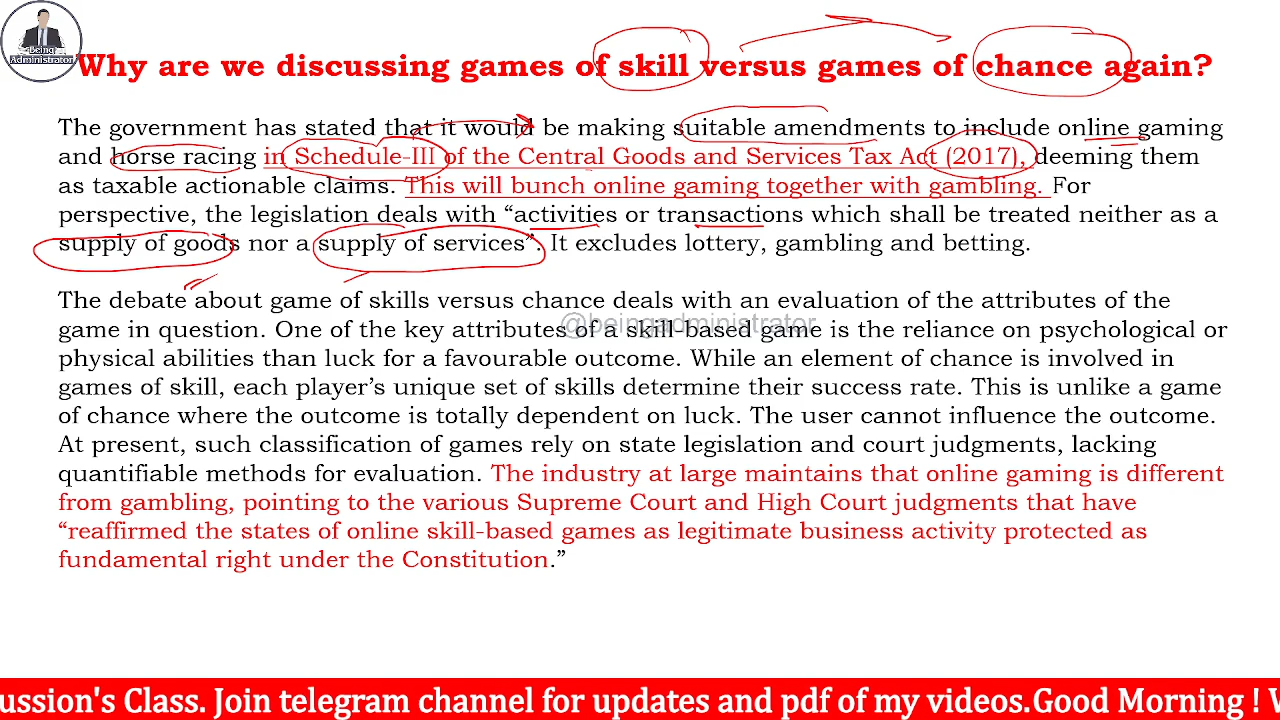 Being
Administrator
Why are we discussing games of skill versus games of chance again?
The government has stated that it would be making suitable amendments to include online gaming
and horse racing in Schedule-III of the Central Goods and Services Tax Act (2017), deeming them
as taxable actionable claims. This will bunch online gaming together with gambling. For
perspective, the legislation deals with “activities or transactions which shall be treated neither as a
supply of goods nor a supply of services”. It excludes lottery, gambling and betting.
The debate about game of skills versus chance deals with an evaluation of the attributes of the
game in question. One of the key attributes of a skill-based game is the reliance on psychological or
@beingadministrator
physical abilities than luck for a favourable outcome. While an element of chance is involved in
games of skill, each player’s unique set of skills determine their success rate. This is unlike a game
of chance where the outcome is totally dependent on luck. The user cannot influence the outcome.
At present, such classification of games rely on state legislation and court judgments, lacking
quantifiable methods for evaluation. The industry at large maintains that online gaming is different
from gambling, pointing to the various Supreme Court and High Court judgments that have
“reaffirmed the states of online skill-based games as legitimate business activity protected as
fundamental right under the Constitution.”
ussion's Class. Join telegram channel for updates and pdf of my videos.Good Morning ! W